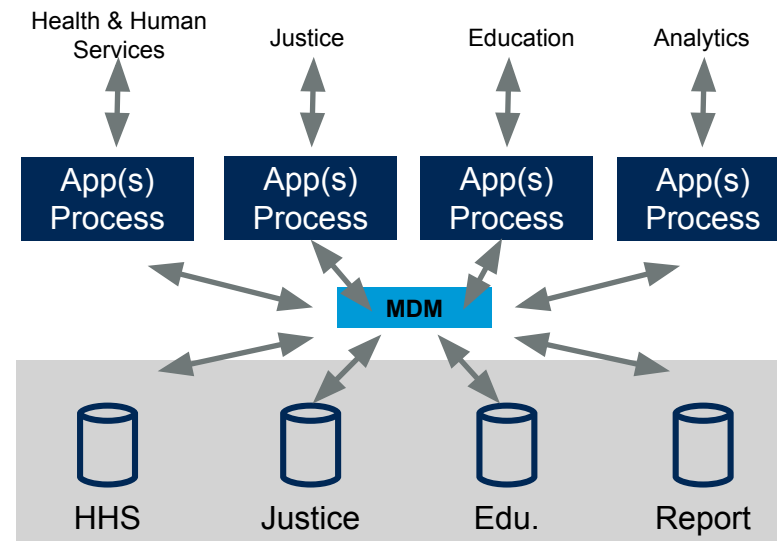 Health & Human
Services
Justice
Education
Analytics
App(s)
Process
App(s)
Process
App(s)
Process
App(s)
Process
MDM
HHS
Justice
Edu.
Report